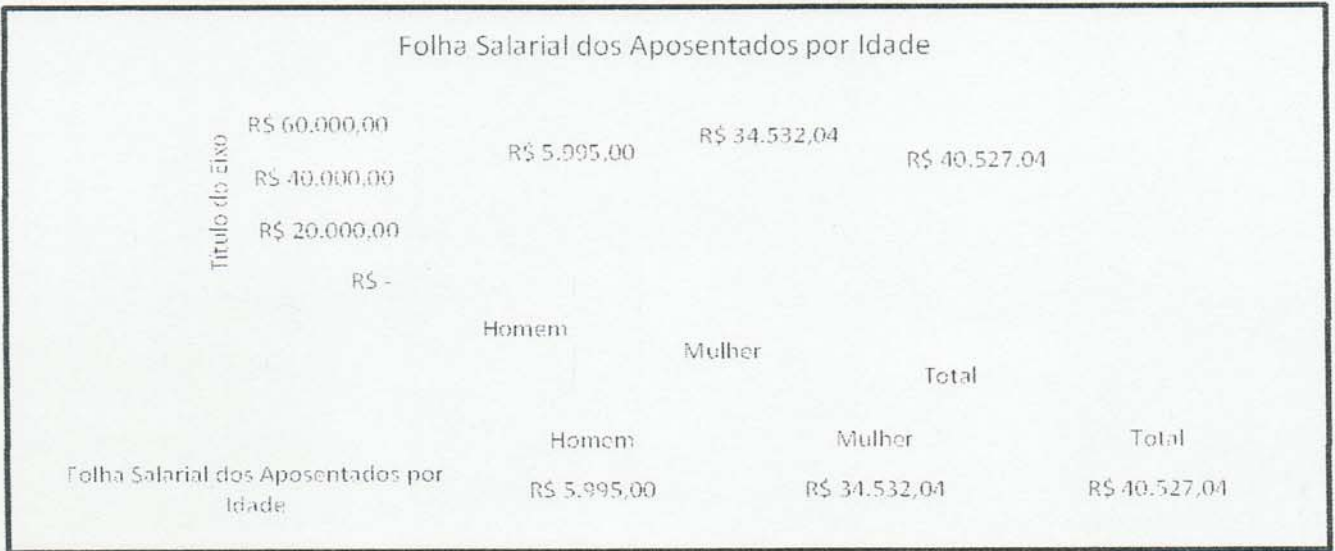 Folha Salarial dos Aposentados por Idade
Título do Eixo
R$ 60.000,00
R$ 40.000,00
R$ 20.000,00
R$ -
R$ 5.995,00
R$ 34.532,04
R$ 40.527,04
Homem
Mulher
Total
Homem Mulher Total
Folha Salarial dos Aposentados por
Idade
R$ 5.995,00 R$ 34.532,04 R$ 40.527,04